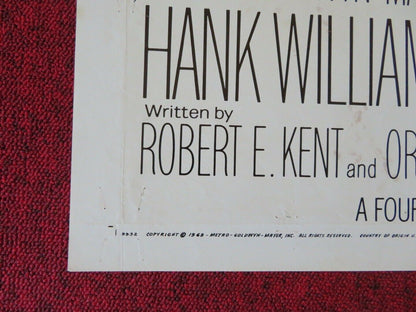 HANK WILLIAM
Written by
ROBERT E. KENT and OR
A FOUR
COPYRIGHT © 1968 - METRO-GOLDWYN-MAYER, INC. ALL RIGHTS RESERVED. COUNTRY OF ORIGIN U.